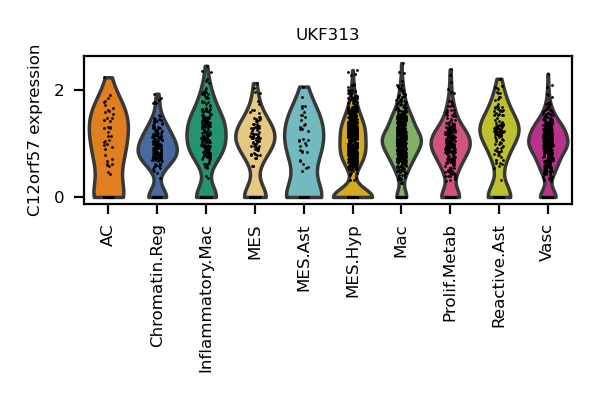 UKF313
C12orf57 expression
2
0
AC
Chromatin.Reg
Inflammatory.Mac
MES
MES.Ast
MES.Hyp
Mac
Prolif.Metab
Reactive.Ast
Vasc